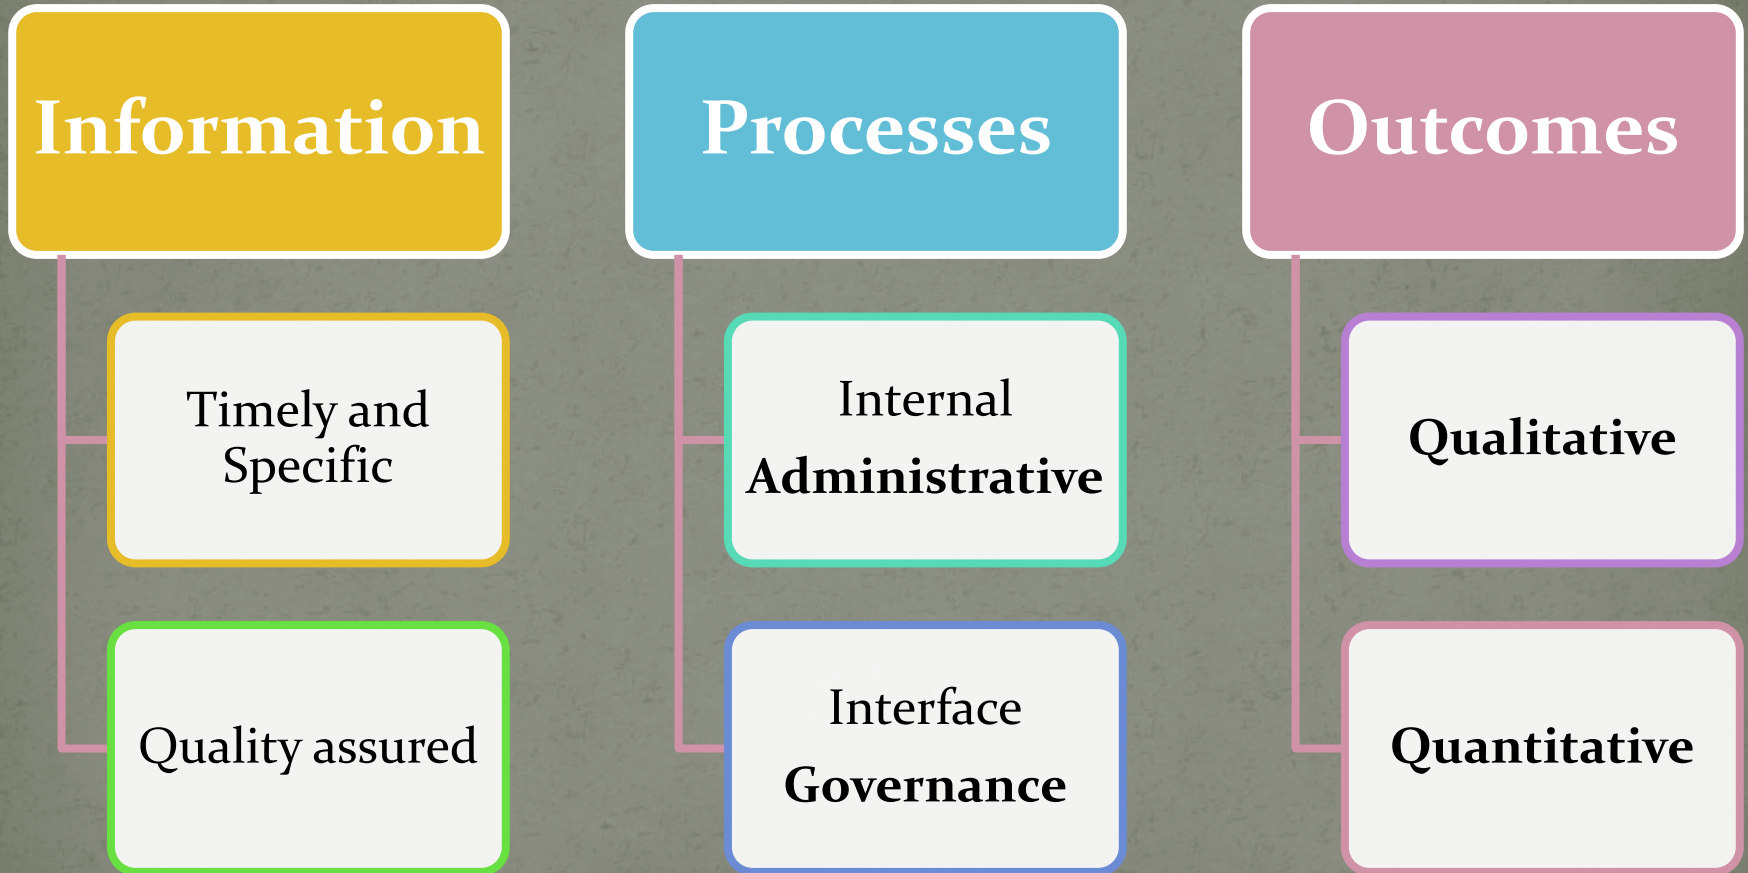 Information
Timely and
Specific
Quality assured
Processes
Internal
Administrative
Interface
Governance
Outcomes
Qualitative
Quantitative